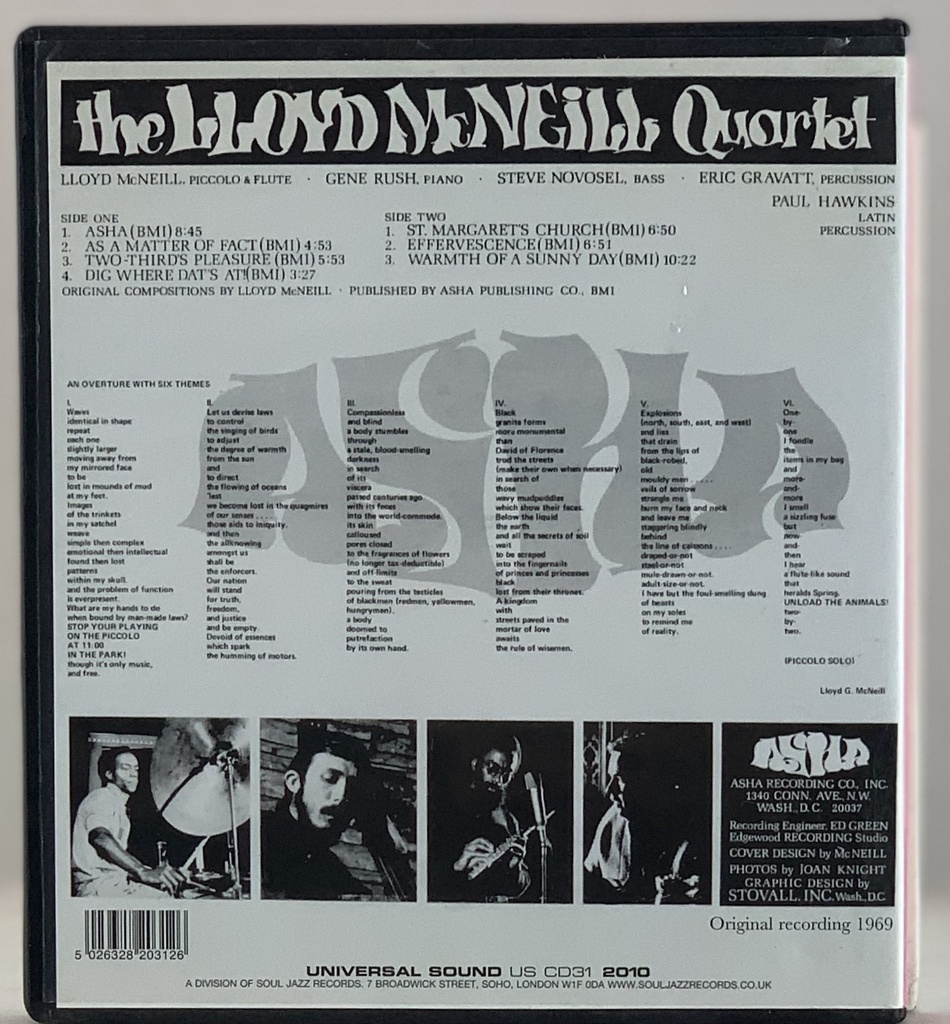 the LLOYD McNEILL Quartet
LLOYD McNEILL, PICCOLO & FLUTE · GENE RUSH, PIANO · STEVE NOVOSEL, BASS · ERIC GRAVATT, PERCUSSION
PAUL HAWKINS
LATIN
PERCUSSION
SIDE ONE
1. ASHA (BMI) 8:45
2. AS A MATTER OF FACT (BMI) 4:53
3. TWO-THIRD'S PLEASURE (BMI) 5:53
4. DIG WHERE DAT'S AT! (BMI) 3:27
SIDE TWO
1. ST. MARGARET'S CHURCH (BMI) 6:50
2. EFFERVESCENCE (BMI) 6:51
3. WARMTH OF A SUNNY DAY (BMI) 10:22
ORIGINAL COMPOSITIONS BY LLOYD McNEILL · PUBLISHED BY ASHA PUBLISHING CO., BMI
ASHA
AN OVERTURE WITH SIX THEMES
I.
Waves
identical in shape
repeat
each one
slightly larger
moving away from
my mirrored face
to be
lost in mounds of mud
at my feet.
Images
of the trinkets
in my satchel
weave
simple then complex
emotional then intellectual
found then lost
patterns
within my skull.
and the problem of function
is everpresent.
What are my hands to do
when bound by man-made laws?
STOP YOUR PLAYING
ON THE PICCOLO
AT 11:00
IN THE PARK!
though it's only music,
and free.
II.
Let us devise laws
to control
the singing of birds
to adjust
the degree of warmth
from the sun
and
to direct
the flowing of oceans
'lest
we become lost in the quagmires
of our senses . . . .
those aids to iniquity.
and then
the allknowing
amongst us
shall be
the enforcers.
Our nation
will stand
for truth,
freedom,
and justice
and be empty.
Devoid of essences
which spark
the humming of motors.
III.
Compassionless
and blind
a body stumbles
through
a stale, blood-smelling
darkness
in search
of its
viscera
passed centuries ago
with its feces
into the world-commode.
its skin
calloused
pores closed
to the fragrances of flowers
(no longer tax-deductible)
and off-limits
to the sweat
pouring from the testicles
of blackmen (redmen, yellowmen,
hungrymen).
a body
doomed to
putrefaction
by its own hand.
IV.
Black
granite forms
more monumental
than
David of Florence
trod the streets
(make their own when necessary)
in search of
those
wavy mudpuddles
which show their faces.
Below the liquid
the earth
and all the secrets of soil
wait
to be scraped
into the fingernails
of princes and princesses
black
lost from their thrones.
A kingdom
with
streets paved in the
mortar of love
awaits
the rule of wisemen.
V.
Explosions
(north, south, east, and west)
end lies
that drain
from the lips of
black-robed,
old
mouldy men . . . . .
veils of sorrow
strangle me
burn my face and neck
and leave me
staggering blindly
behind
the line of caissons . . . .
draped-or-not
steel-or-not
mule-drawn-or-not.
adult-size-or-not.
I have but the foul-smelling dung
of beasts
on my soles
to remind me
of reality.
VI.
One-
by-
one
I fondle
the
items in my bag
and
more-
and-
more
I smell
a sizzling fuse
but
now-
and-
then
I hear
a flute-like sound
that
heralds Spring.
UNLOAD THE ANIMALS!
two-
by-
two.
(PICCOLO SOLO)
Lloyd G. McNeill
ASHA
ASHA RECORDING CO., INC.
1340 CONN. AVE., N.W.
WASH., D.C. 20037
Recording Engineer, ED GREEN
Edgewood RECORDING Studio
COVER DESIGN by McNEILL
PHOTOS by JOAN KNIGHT
GRAPHIC DESIGN by
STOVALL, INC. Wash., D.C.
Original recording 1969
5 026328 203126
UNIVERSAL SOUND US CD31 2010
A DIVISION OF SOUL JAZZ RECORDS. 7 BROADWICK STREET, SOHO, LONDON W1F 0DA WWW.SOULJAZZRECORDS.CO.UK